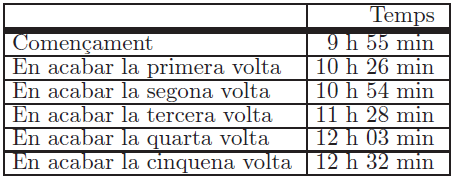 Temps
Començament 9 h 55 min
En acabar la primera volta 10 h 26 min
En acabar la segona volta 10 h 54 min
En acabar la tercera volta 11 h 28 min
En acabar la quarta volta 12 h 03 min
En acabar la cinquena volta 12 h 32 min